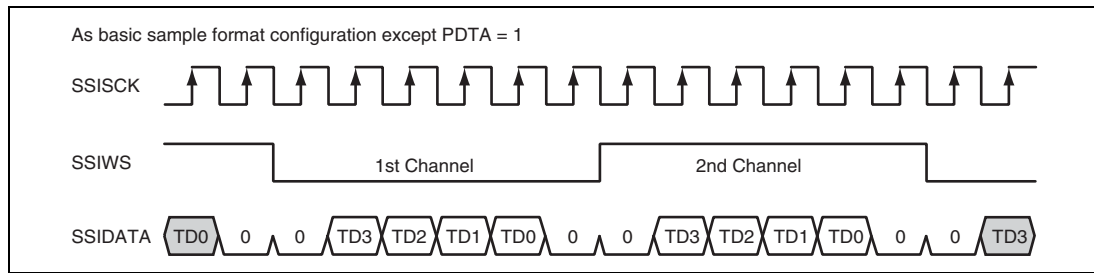 As basic sample format configuration except PDTA = 1
SSISCK
SSIWS 1st Channel 2nd Channel
SSIDATA TD0 0 0 TD3 TD2 TD1 TD0 0 0 TD3 TD2 TD1 TD0 0 0 TD3